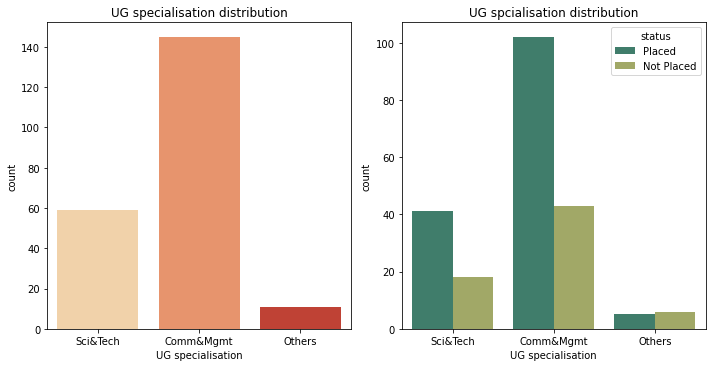 UG specialisation distribution
140
120
100
80
60
40
20
0
count
Sci&Tech Comm&Mgmt Others
UG specialisation
UG spcialisation distribution
100
80
60
40
20
0
count
status
Placed
Not Placed
Sci&Tech Comm&Mgmt Others
UG specialisation